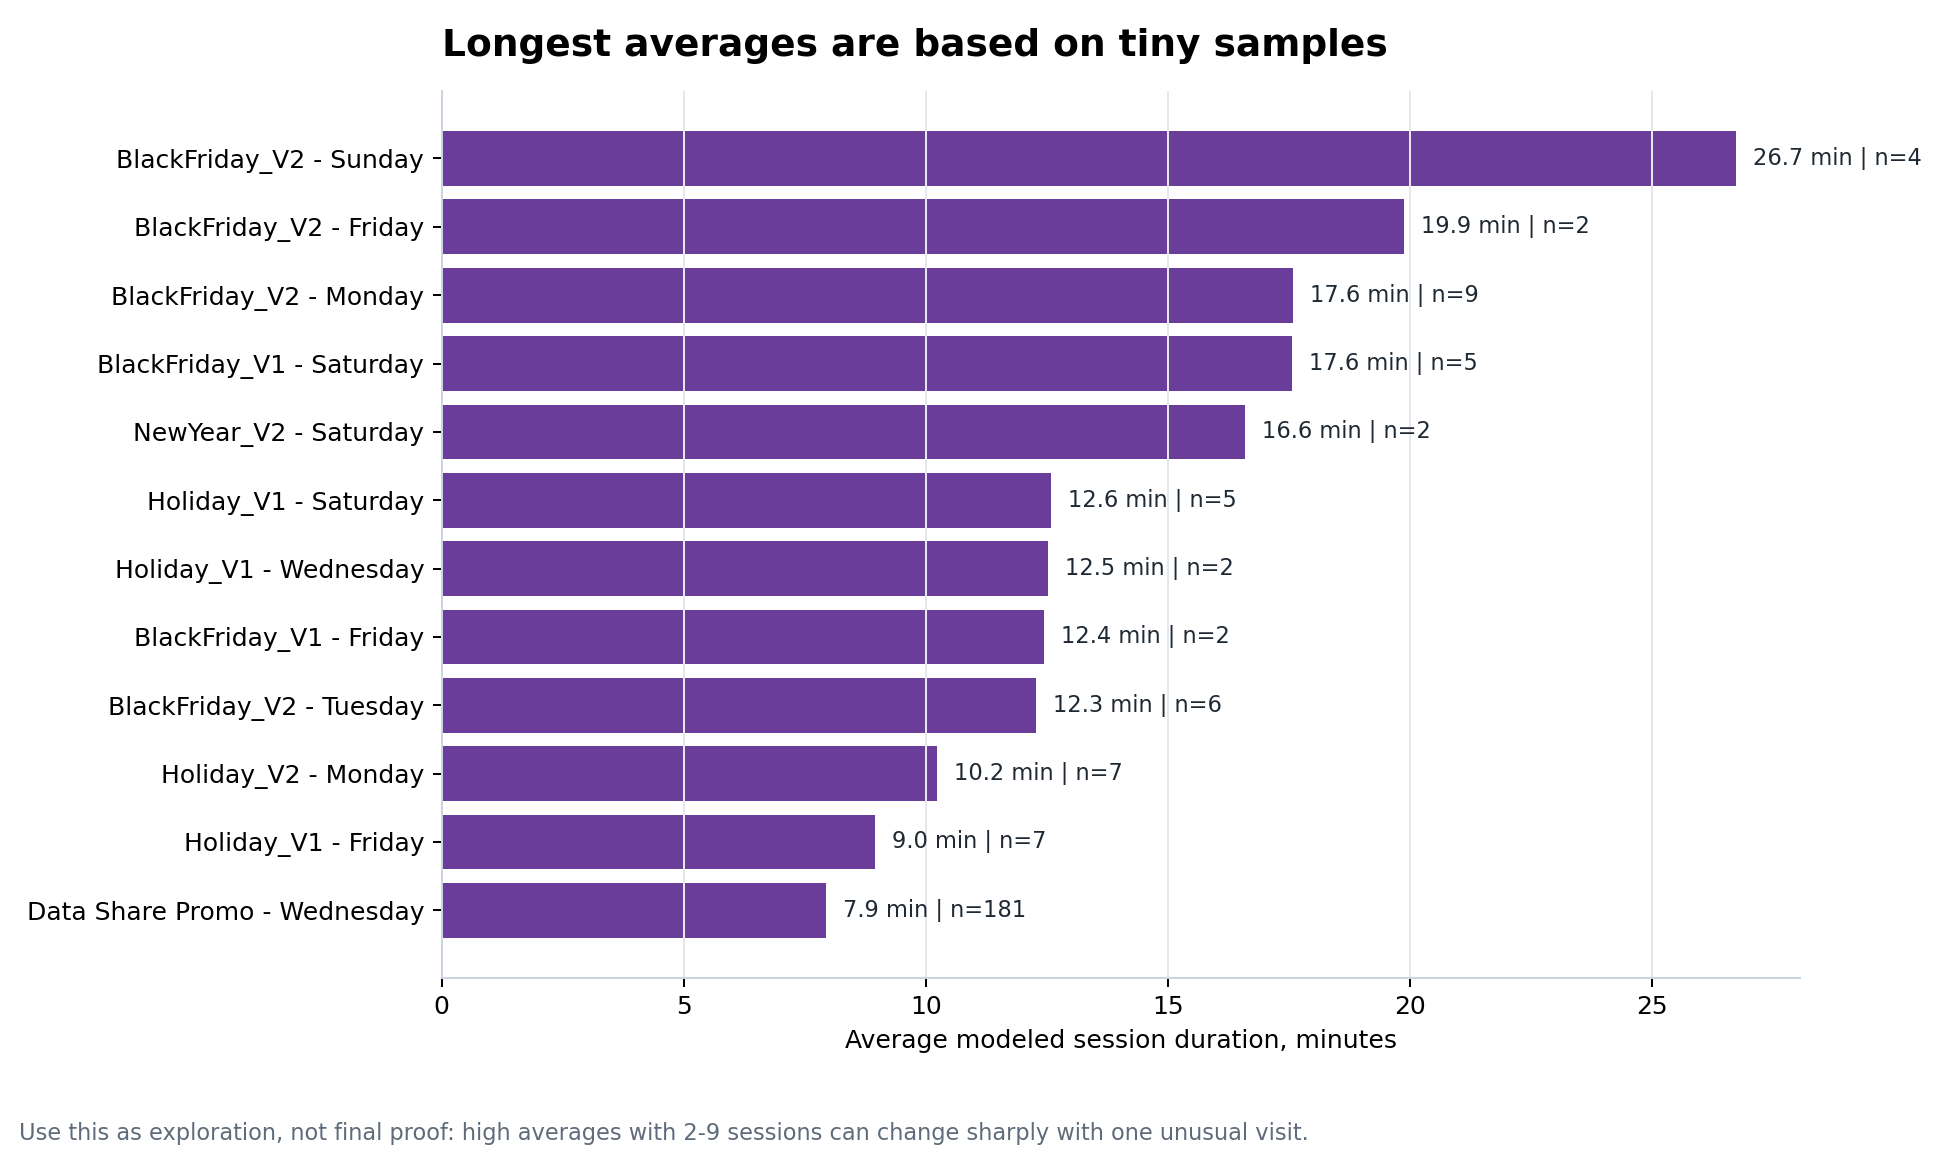 Longest averages are based on tiny samples
BlackFriday_V2 - Sunday
26.7 min | n=4
BlackFriday_V2 - Friday
19.9 min | n=2
BlackFriday_V2 - Monday
17.6 min | n=9
BlackFriday_V1 - Saturday
17.6 min | n=5
NewYear_V2 - Saturday
16.6 min | n=2
Holiday_V1 - Saturday
12.6 min | n=5
Holiday_V1 - Wednesday
12.5 min | n=2
BlackFriday_V1 - Friday
12.4 min | n=2
BlackFriday_V2 - Tuesday
12.3 min | n=6
Holiday_V2 - Monday
10.2 min | n=7
Holiday_V1 - Friday
9.0 min | n=7
Data Share Promo - Wednesday
7.9 min | n=181
0 5 10 15 20 25
Average modeled session duration, minutes
Use this as exploration, not final proof: high averages with 2-9 sessions can change sharply with one unusual visit.